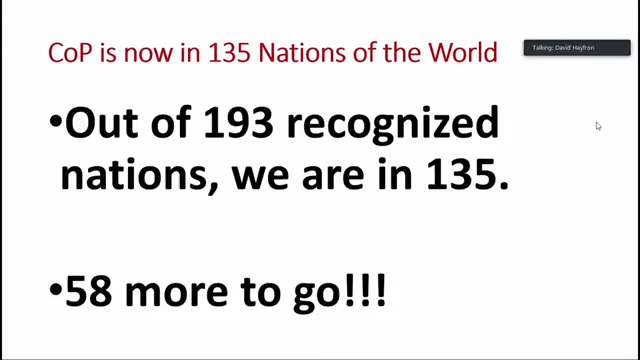 CoP is now in 135 Nations of the World
Talking: David Hayfron
•Out of 193 recognized
nations, we are in 135.
•58 more to go!!!